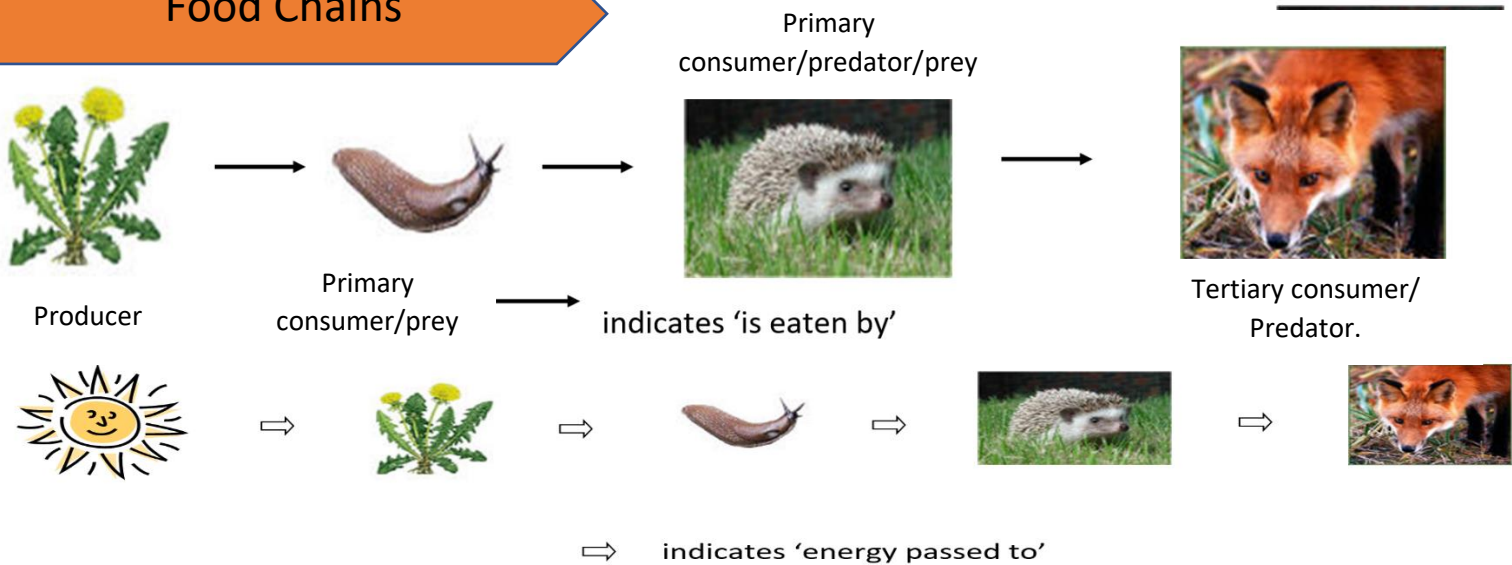 Food Chains
Primary
consumer/predator/prey
Producer
Primary
consumer/prey
indicates ‘is eaten by’
Tertiary consumer/
Predator.
indicates ‘energy passed to’